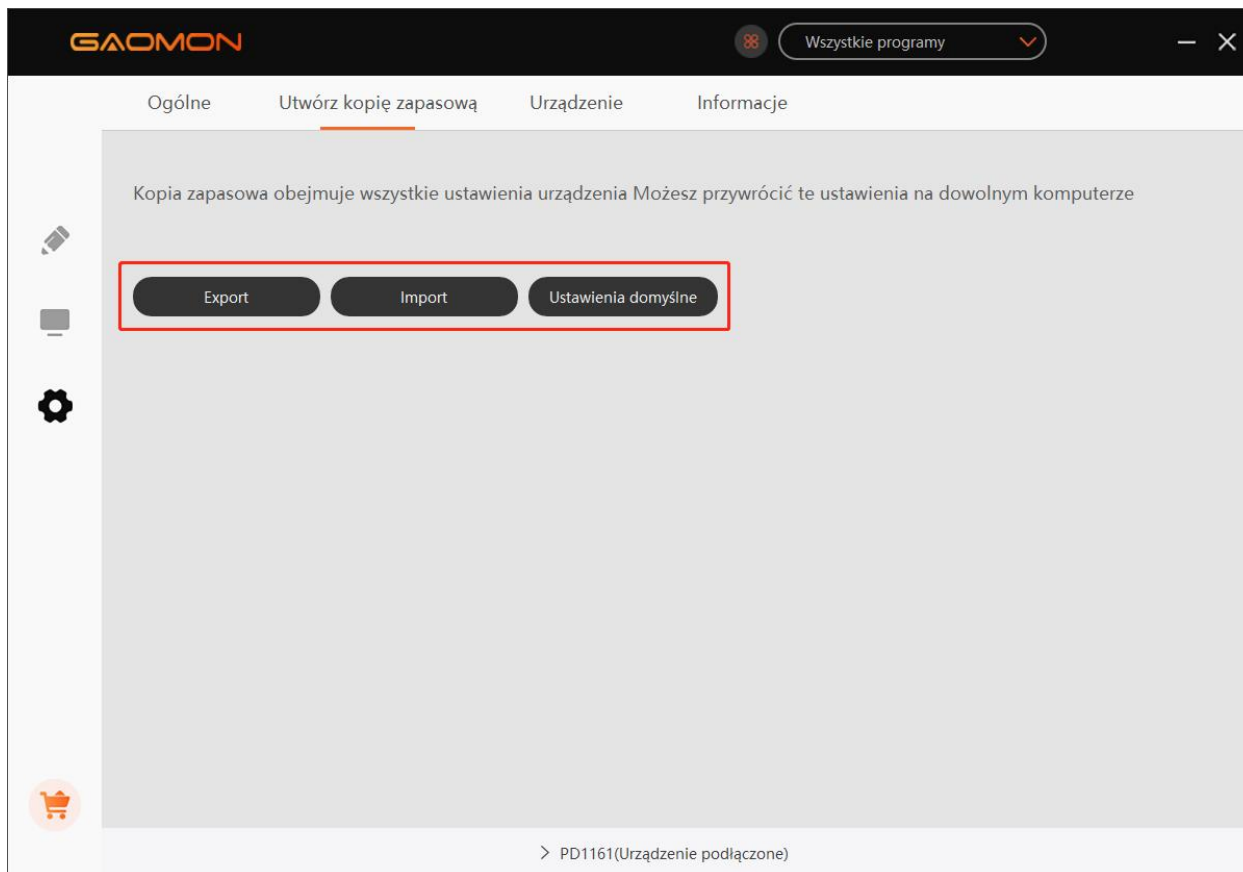 GAOMON
Wszystkie programy
Ogólne Utwórz kopię zapasową Urządzenie Informacje
Kopia zapasowa obejmuje wszystkie ustawienia urządzenia Możesz przywrócić te ustawienia na dowolnym komputerze
Export Import Ustawienia domyślne
> PD1161(Urządzenie podłączone)